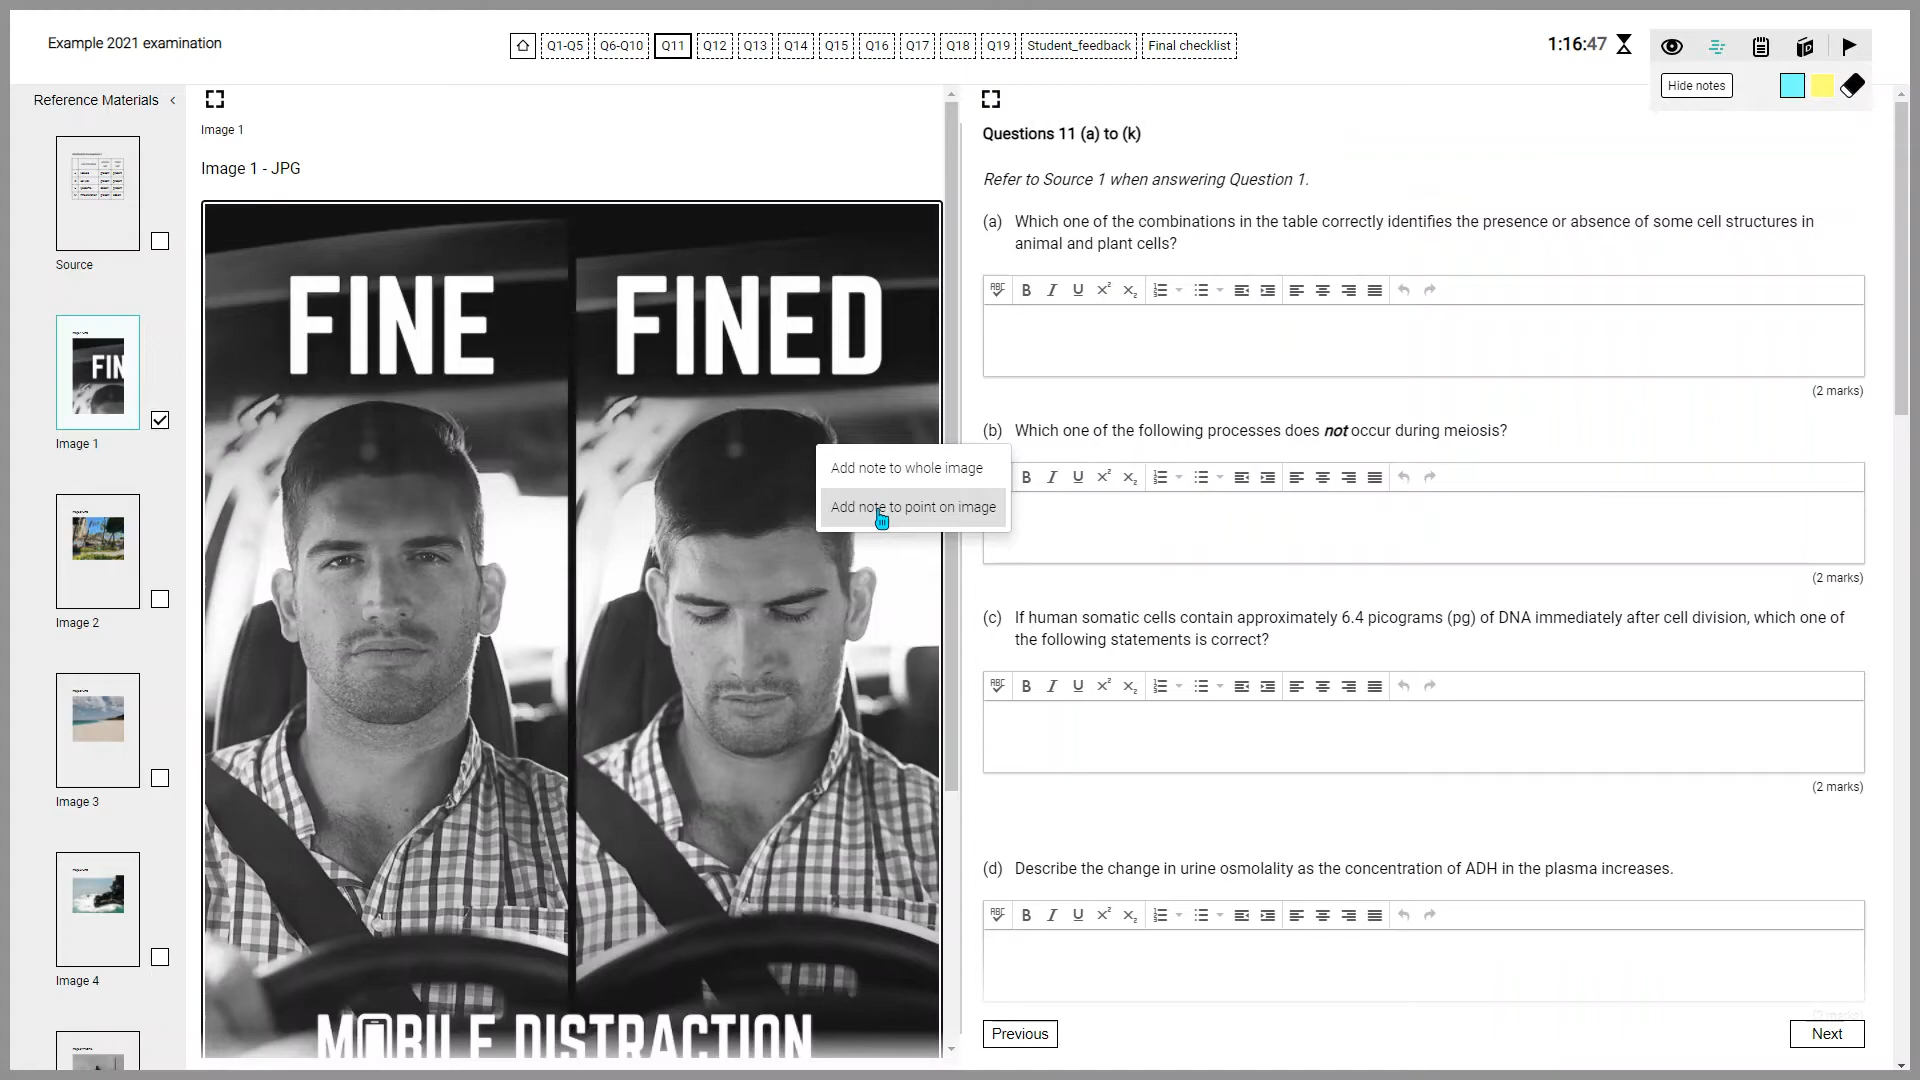 Example 2021 examination
Q1-Q5
Q6-Q10
Q11
Q12
Q13
Q14
Q15
Q16
Q17
Q18
Q19
Student_feedback
Final checklist
1:16:47
Hide notes
Reference Materials
Source
Image 1
Image 2
Image 3
Image 4
Image 1
Image 1 - JPG
FINE
FINED
MOBILE DISTRACTION
Add note to whole image
Add note to point on image
Questions 11 (a) to (k)
Refer to Source 1 when answering Question 1.
(a) Which one of the combinations in the table correctly identifies the presence or absence of some cell structures in
animal and plant cells?
(2 marks)
(b) Which one of the following processes does not occur during meiosis?
(2 marks)
(c) If human somatic cells contain approximately 6.4 picograms (pg) of DNA immediately after cell division, which one of
the following statements is correct?
(2 marks)
(d) Describe the change in urine osmolality as the concentration of ADH in the plasma increases.
Previous
Next